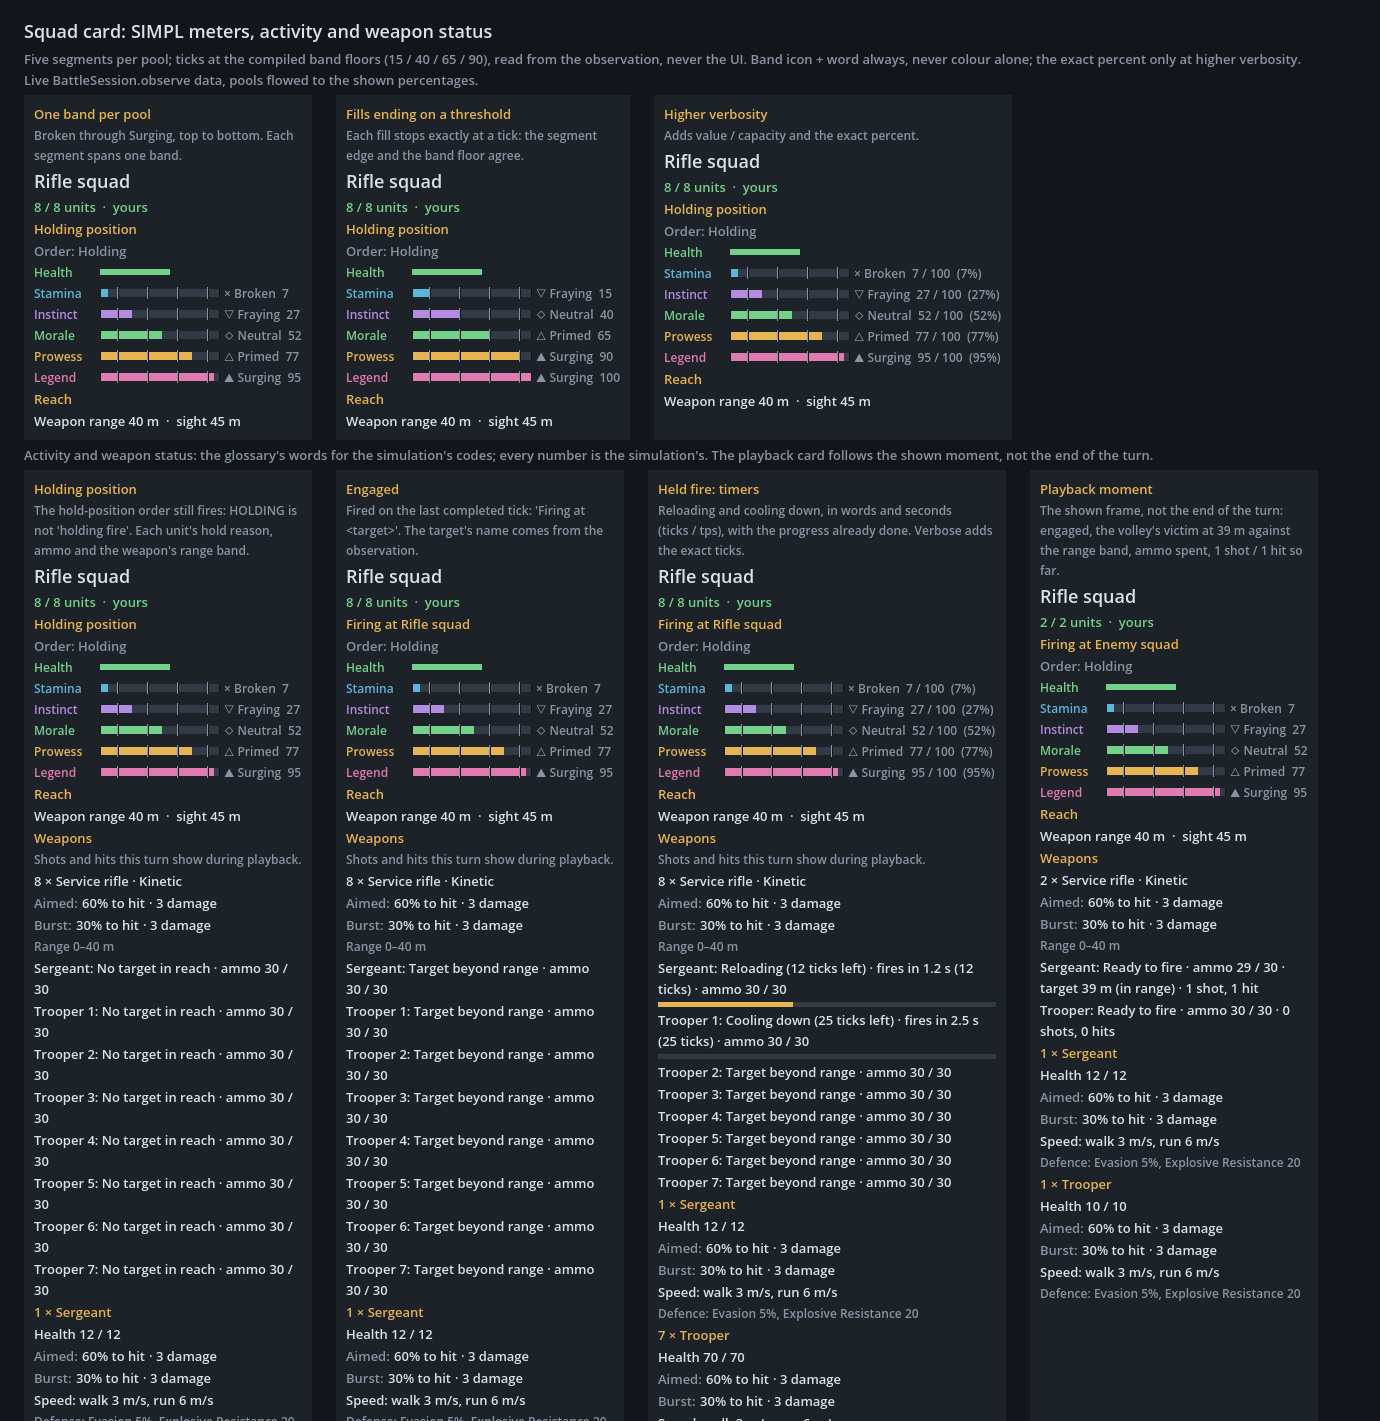 Squad card: SIMPL meters, activity and weapon status
Five segments per pool; ticks at the compiled band floors (15 / 40 / 65 / 90), read from the observation, never the UI. Band icon + word always, never colour alone; the exact percent only at higher verbosity.
Live BattleSession.observe data, pools flowed to the shown percentages.
One band per pool
Broken through Surging, top to bottom. Each
segment spans one band.
Rifle squad
8 / 8 units · yours
Holding position
Order: Holding
Health
Stamina × Broken 7
Instinct ▽ Fraying 27
Morale ◇ Neutral 52
Prowess △ Primed 77
Legend ▲ Surging 95
Reach
Weapon range 40 m · sight 45 m
Fills ending on a threshold
Each fill stops exactly at a tick: the segment
edge and the band floor agree.
Rifle squad
8 / 8 units · yours
Holding position
Order: Holding
Health
Stamina ▽ Fraying 15
Instinct ◇ Neutral 40
Morale △ Primed 65
Prowess ▲ Surging 90
Legend ▲ Surging 100
Reach
Weapon range 40 m · sight 45 m
Higher verbosity
Adds value / capacity and the exact percent.
Rifle squad
8 / 8 units · yours
Holding position
Order: Holding
Health
Stamina × Broken 7 / 100 (7%)
Instinct ▽ Fraying 27 / 100 (27%)
Morale ◇ Neutral 52 / 100 (52%)
Prowess △ Primed 77 / 100 (77%)
Legend ▲ Surging 95 / 100 (95%)
Reach
Weapon range 40 m · sight 45 m
Activity and weapon status: the glossary's words for the simulation's codes; every number is the simulation's. The playback card follows the shown moment, not the end of the turn.
Holding position
The hold-position order still fires: HOLDING is
not 'holding fire'. Each unit's hold reason,
ammo and the weapon's range band.
Rifle squad
8 / 8 units · yours
Holding position
Order: Holding
Health
Stamina × Broken 7
Instinct ▽ Fraying 27
Morale ◇ Neutral 52
Prowess △ Primed 77
Legend ▲ Surging 95
Reach
Weapon range 40 m · sight 45 m
Weapons
Shots and hits this turn show during playback.
8 × Service rifle · Kinetic
Aimed: 60% to hit · 3 damage
Burst: 30% to hit · 3 damage
Range 0–40 m
Sergeant: No target in reach · ammo 30 /
30
Trooper 1: No target in reach · ammo 30 /
30
Trooper 2: No target in reach · ammo 30 /
30
Trooper 3: No target in reach · ammo 30 /
30
Trooper 4: No target in reach · ammo 30 /
30
Trooper 5: No target in reach · ammo 30 /
30
Trooper 6: No target in reach · ammo 30 /
30
Trooper 7: No target in reach · ammo 30 /
30
1 × Sergeant
Health 12 / 12
Aimed: 60% to hit · 3 damage
Burst: 30% to hit · 3 damage
Speed: walk 3 m/s, run 6 m/s
Defence: Evasion 5%, Explosive Resistance 20
Engaged
Fired on the last completed tick: 'Firing at
<target>'. The target's name comes from the
observation.
Rifle squad
8 / 8 units · yours
Firing at Rifle squad
Order: Holding
Health
Stamina × Broken 7
Instinct ▽ Fraying 27
Morale ◇ Neutral 52
Prowess △ Primed 77
Legend ▲ Surging 95
Reach
Weapon range 40 m · sight 45 m
Weapons
Shots and hits this turn show during playback.
8 × Service rifle · Kinetic
Aimed: 60% to hit · 3 damage
Burst: 30% to hit · 3 damage
Range 0–40 m
Sergeant: Target beyond range · ammo
30 / 30
Trooper 1: Target beyond range · ammo
30 / 30
Trooper 2: Target beyond range · ammo
30 / 30
Trooper 3: Target beyond range · ammo
30 / 30
Trooper 4: Target beyond range · ammo
30 / 30
Trooper 5: Target beyond range · ammo
30 / 30
Trooper 6: Target beyond range · ammo
30 / 30
Trooper 7: Target beyond range · ammo
30 / 30
1 × Sergeant
Health 12 / 12
Aimed: 60% to hit · 3 damage
Burst: 30% to hit · 3 damage
Speed: walk 3 m/s, run 6 m/s
Defence: Evasion 5%, Explosive Resistance 20
Held fire: timers
Reloading and cooling down, in words and seconds
(ticks / tps), with the progress already done. Verbose adds
the exact ticks.
Rifle squad
8 / 8 units · yours
Firing at Rifle squad
Order: Holding
Health
Stamina × Broken 7 / 100 (7%)
Instinct ▽ Fraying 27 / 100 (27%)
Morale ◇ Neutral 52 / 100 (52%)
Prowess △ Primed 77 / 100 (77%)
Legend ▲ Surging 95 / 100 (95%)
Reach
Weapon range 40 m · sight 45 m
Weapons
Shots and hits this turn show during playback.
8 × Service rifle · Kinetic
Aimed: 60% to hit · 3 damage
Burst: 30% to hit · 3 damage
Range 0–40 m
Sergeant: Reloading (12 ticks left) · fires in 1.2 s (12
ticks) · ammo 30 / 30
Trooper 1: Cooling down (25 ticks left) · fires in 2.5 s
(25 ticks) · ammo 30 / 30
Trooper 2: Target beyond range · ammo 30 / 30
Trooper 3: Target beyond range · ammo 30 / 30
Trooper 4: Target beyond range · ammo 30 / 30
Trooper 5: Target beyond range · ammo 30 / 30
Trooper 6: Target beyond range · ammo 30 / 30
Trooper 7: Target beyond range · ammo 30 / 30
1 × Sergeant
Health 12 / 12
Aimed: 60% to hit · 3 damage
Burst: 30% to hit · 3 damage
Speed: walk 3 m/s, run 6 m/s
Defence: Evasion 5%, Explosive Resistance 20
7 × Trooper
Health 70 / 70
Aimed: 60% to hit · 3 damage
Burst: 30% to hit · 3 damage
Playback moment
The shown frame, not the end of the turn:
engaged, the volley's victim at 39 m against
the range band, ammo spent, 1 shot / 1 hit so
far.
Rifle squad
2 / 2 units · yours
Firing at Enemy squad
Order: Holding
Health
Stamina × Broken 7
Instinct ▽ Fraying 27
Morale ◇ Neutral 52
Prowess △ Primed 77
Legend ▲ Surging 95
Reach
Weapon range 40 m · sight 45 m
Weapons
2 × Service rifle · Kinetic
Aimed: 60% to hit · 3 damage
Burst: 30% to hit · 3 damage
Range 0–40 m
Sergeant: Ready to fire · ammo 29 / 30 ·
target 39 m (in range) · 1 shot, 1 hit
Trooper: Ready to fire · ammo 30 / 30 · 0
shots, 0 hits
1 × Sergeant
Health 12 / 12
Aimed: 60% to hit · 3 damage
Burst: 30% to hit · 3 damage
Speed: walk 3 m/s, run 6 m/s
Defence: Evasion 5%, Explosive Resistance 20
1 × Trooper
Health 10 / 10
Aimed: 60% to hit · 3 damage
Burst: 30% to hit · 3 damage
Speed: walk 3 m/s, run 6 m/s
Defence: Evasion 5%, Explosive Resistance 20